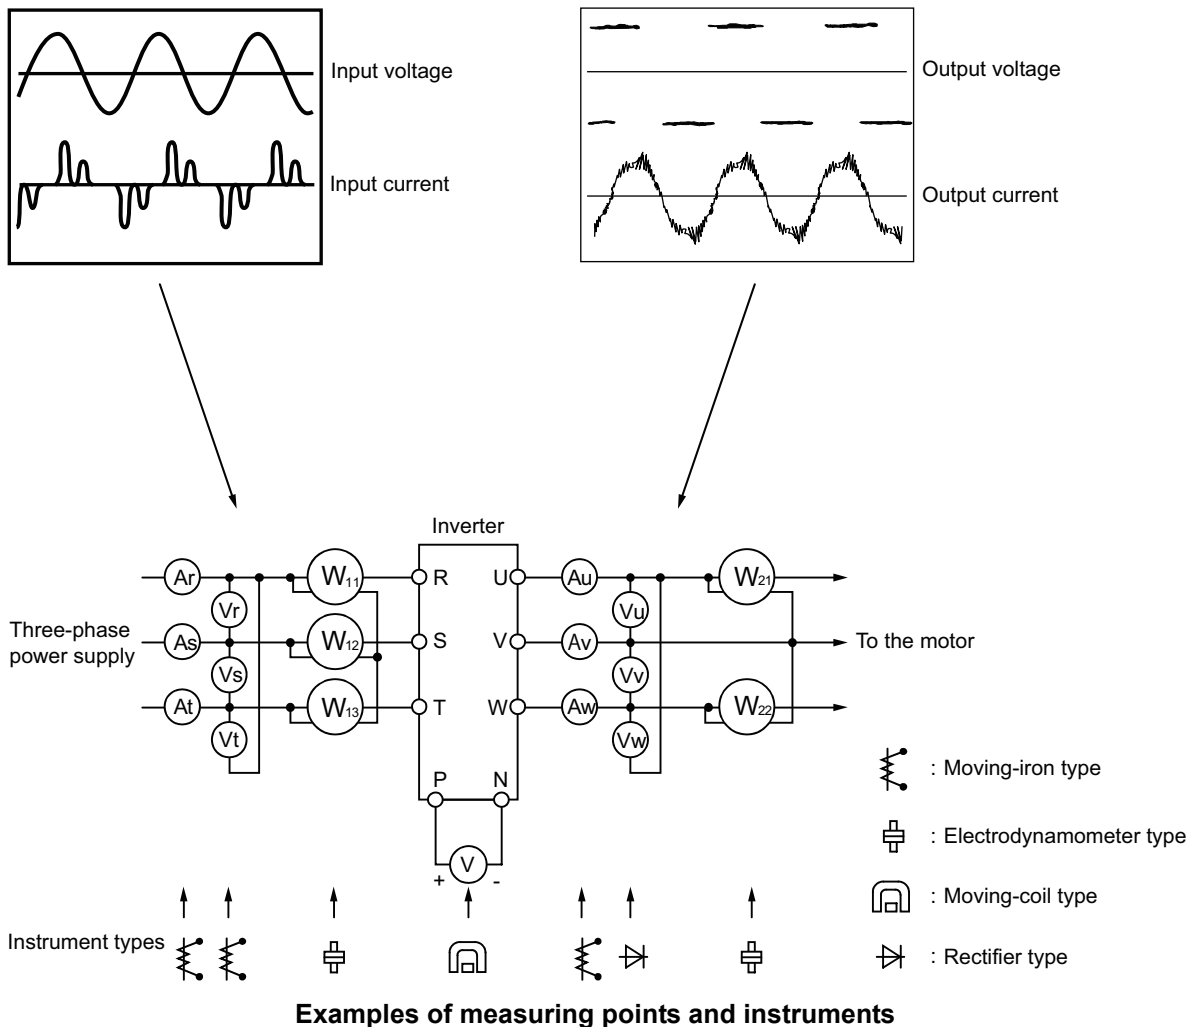 Input voltage
Input current
Output voltage
Output current
Inverter
Ar W11 R U Au W21
Vr Vu
Three-phase
power supply
As W12 S V Av To the motor
Vs Vv
At W13 T W Aw W22
Vt Vw
P N
+ V -
: Moving-iron type
: Electrodynamometer type
: Moving-coil type
Instrument types
: Rectifier type
Examples of measuring points and instruments